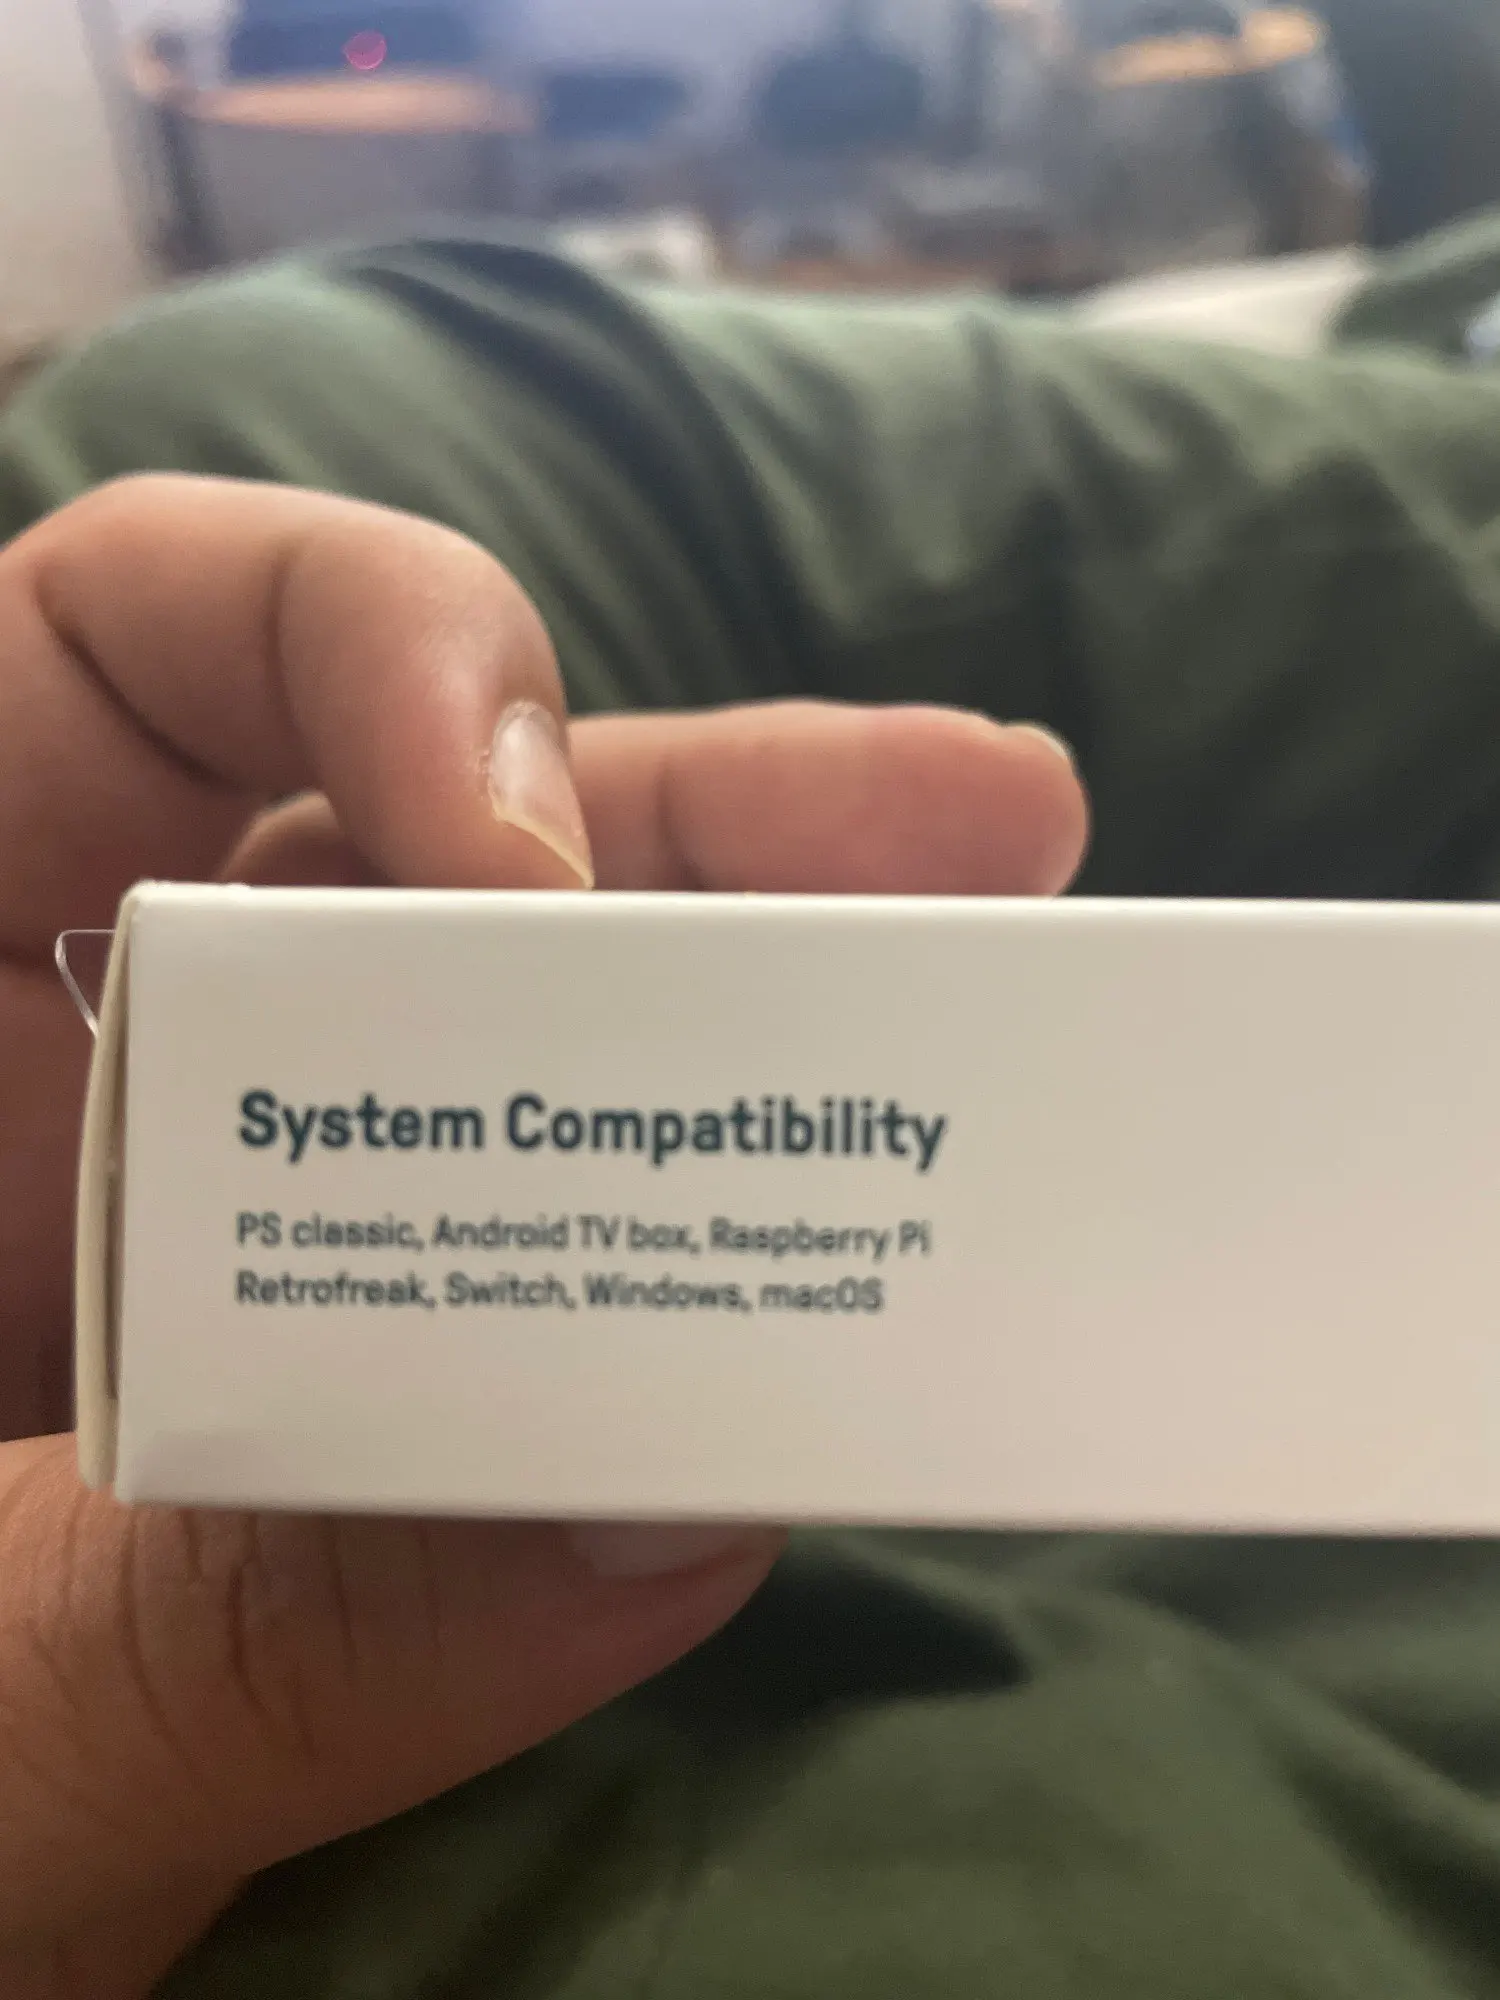 System Compatibility
PS classic, Android TV box, Raspberry Pi
Retrofreak, Switch, Windows, macOS